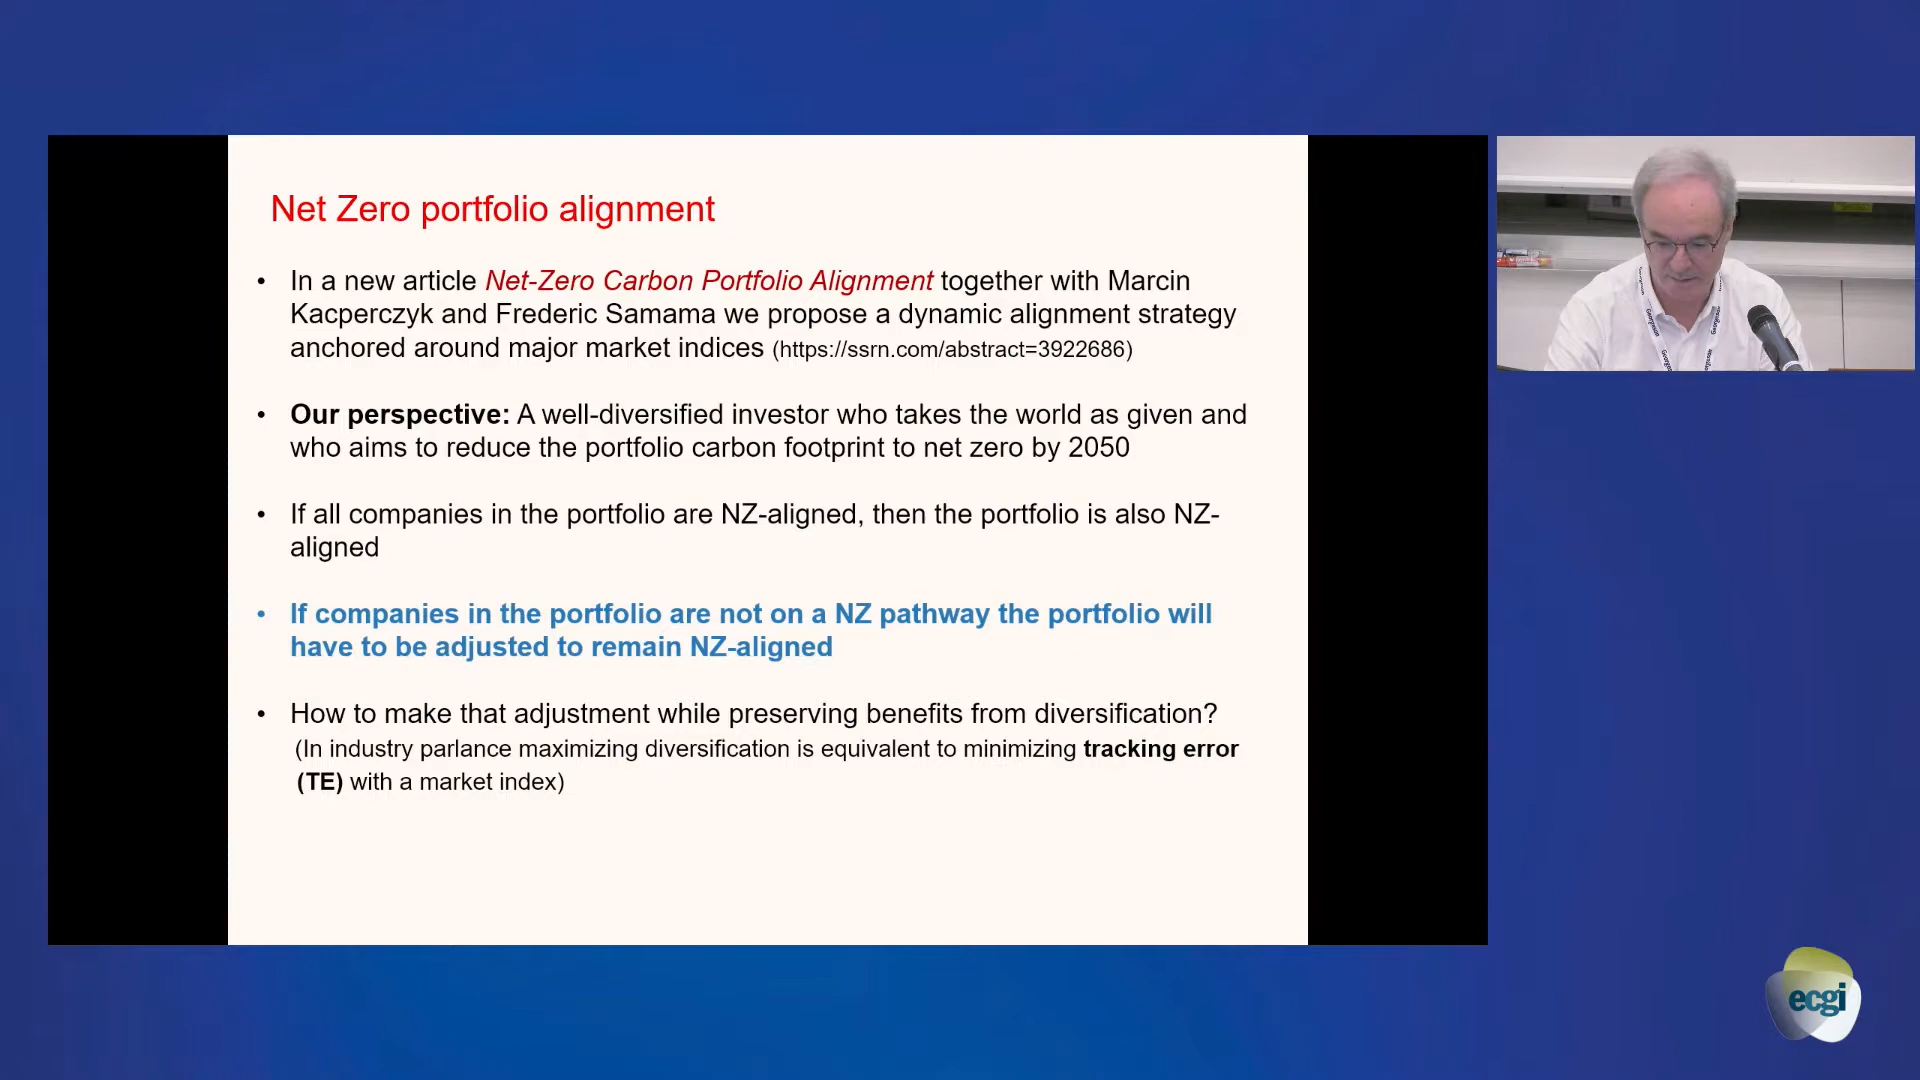 Net Zero portfolio alignment
• In a new article Net-Zero Carbon Portfolio Alignment together with Marcin
Kacperczyk and Frederic Samama we propose a dynamic alignment strategy
anchored around major market indices (https://ssrn.com/abstract=3922686)
• Our perspective: A well-diversified investor who takes the world as given and
who aims to reduce the portfolio carbon footprint to net zero by 2050
• If all companies in the portfolio are NZ-aligned, then the portfolio is also NZ-
aligned
• If companies in the portfolio are not on a NZ pathway the portfolio will
have to be adjusted to remain NZ-aligned
• How to make that adjustment while preserving benefits from diversification?
(In industry parlance maximizing diversification is equivalent to minimizing tracking error
(TE) with a market index)
ecgi